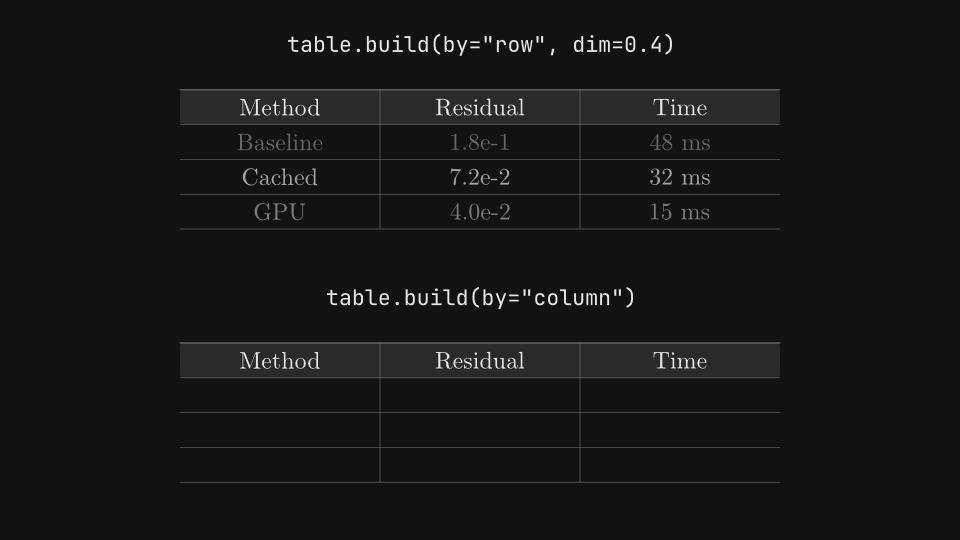 table.build(by="row", dim=0.4)
Method Residual Time
Baseline 1.8e-1 48 ms
Cached 7.2e-2 32 ms
GPU 4.0e-2 15 ms
table.build(by="column")
Method Residual Time